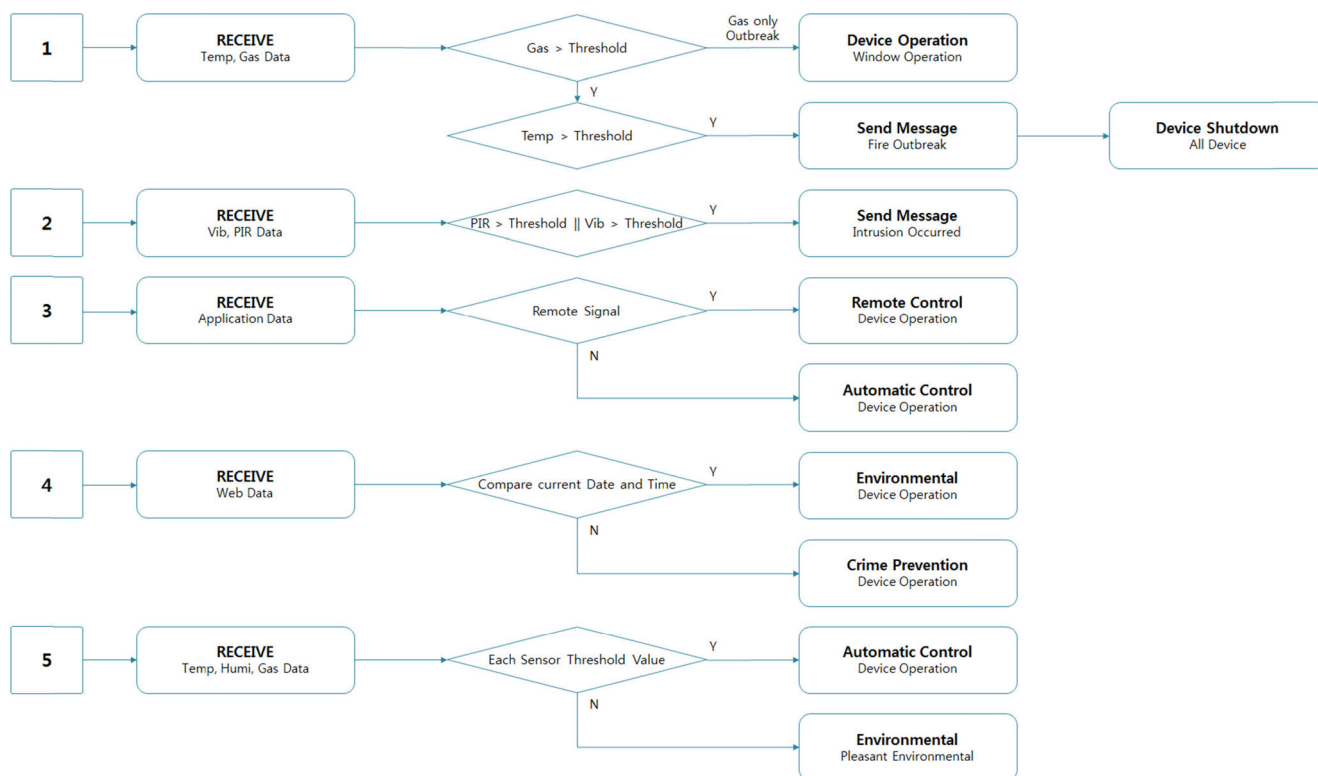 1
RECEIVE
Temp, Gas Data
Gas > Threshold
Gas only
Outbreak
Device Operation
Window Operation
Y
Temp > Threshold
Y
Send Message
Fire Outbreak
Device Shutdown
All Device
2
RECEIVE
Vib, PIR Data
PIR > Threshold || Vib > Threshold
Y
Send Message
Intrusion Occurred
3
RECEIVE
Application Data
Remote Signal
Y
Remote Control
Device Operation
N
Automatic Control
Device Operation
4
RECEIVE
Web Data
Compare current Date and Time
Y
Environmental
Device Operation
N
Crime Prevention
Device Operation
5
RECEIVE
Temp, Humi, Gas Data
Each Sensor Threshold Value
Y
Automatic Control
Device Operation
N
Environmental
Pleasant Environmental